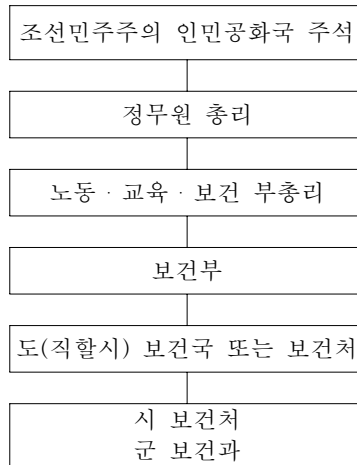 조선민주주의 인민공화국 주석
정무원 총리
노동 · 교육 · 보건 부총리
보건부
도(직할시) 보건국 또는 보건처
시 보건처
군 보건과